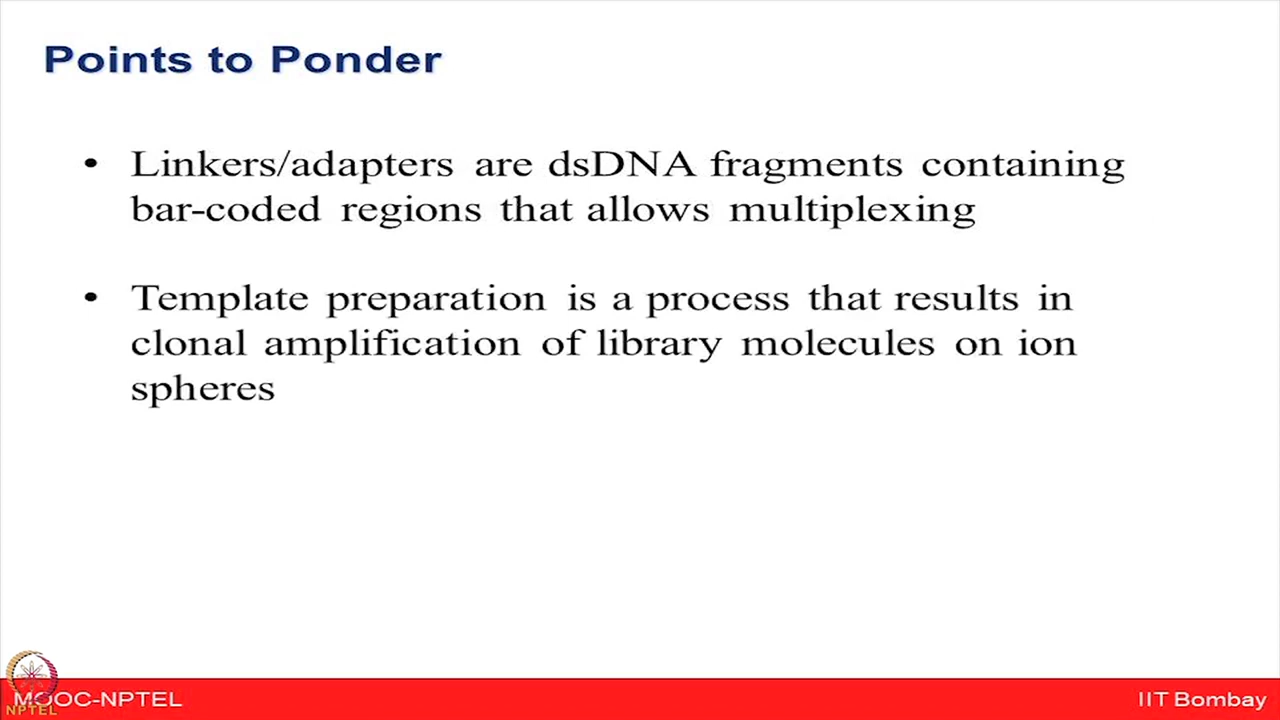 Points to Ponder
• Linkers/adapters are dsDNA fragments containing
bar-coded regions that allows multiplexing
• Template preparation is a process that results in
clonal amplification of library molecules on ion
spheres
MOOC-NPTEL
NPTEL
IIT Bombay